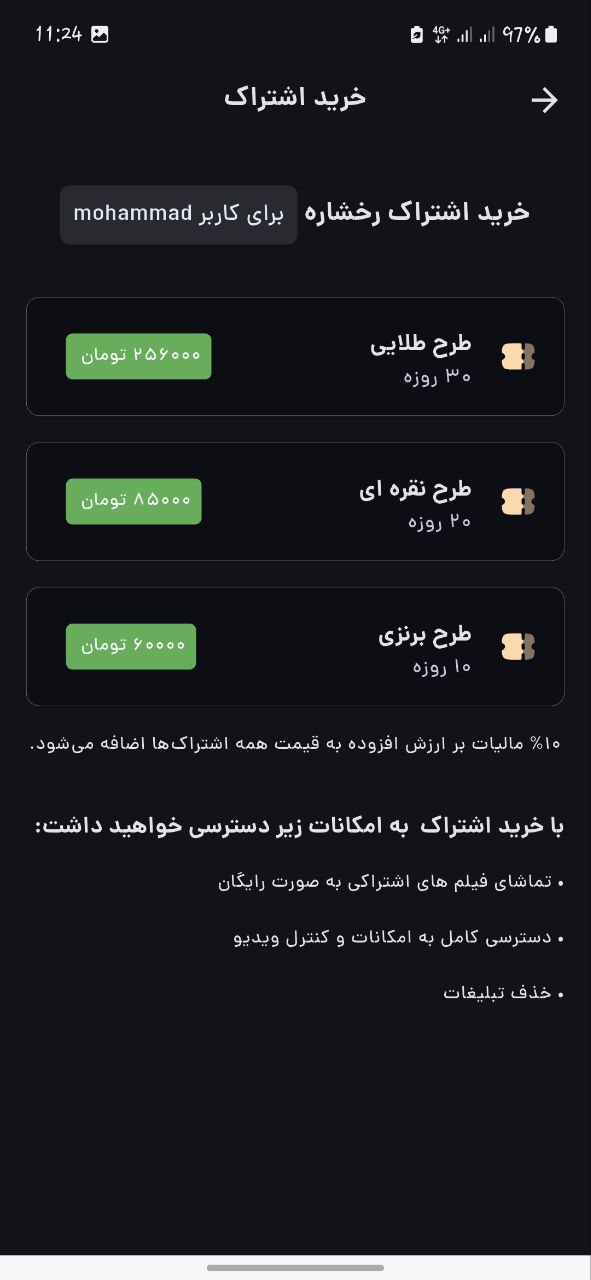 11:24 4G+ 97%
خرید اشتراک
خرید اشتراک رخشاره برای کاربر mohammad
طرح طلایی
۳۰ روزه
۲۵۶۰۰۰ تومان
طرح نقره ای
۲۰ روزه
۸۵۰۰۰ تومان
طرح برنزی
۱۰ روزه
۶۰۰۰۰ تومان
۱۰% مالیات بر ارزش افزوده به قیمت همه اشتراک‌ها اضافه می‌شود.
با خرید اشتراک به امکانات زیر دسترسی خواهید داشت:
• تماشای فیلم های اشتراکی به صورت رایگان
• دسترسی کامل به امکانات و کنترل ویدیو
• خذف تبلیغات